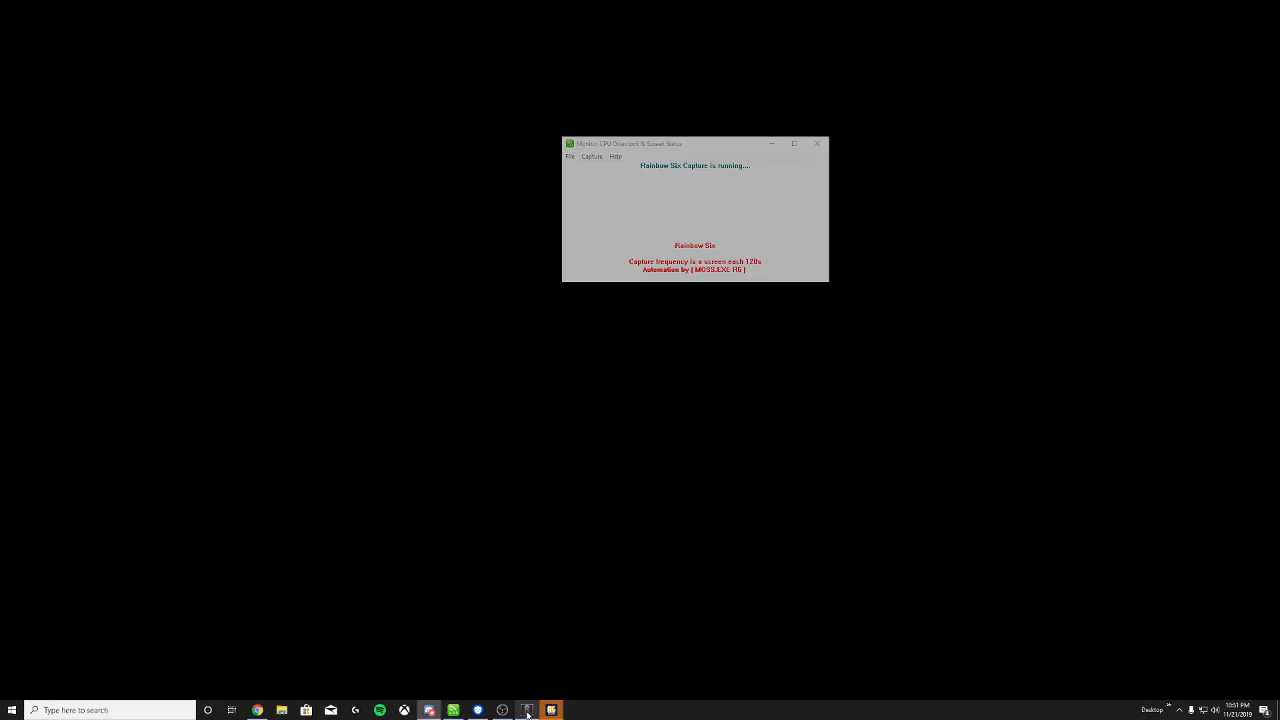 Monitor CPU Overclock & Screen Status
File Capture Help
Rainbow Six Capture is running....
Rainbow Six
Capture frequency is a screen each 120s
Automation by ( MOSS.EXE R6 )
Type here to search
Desktop
10:51 PM
11/21/2019